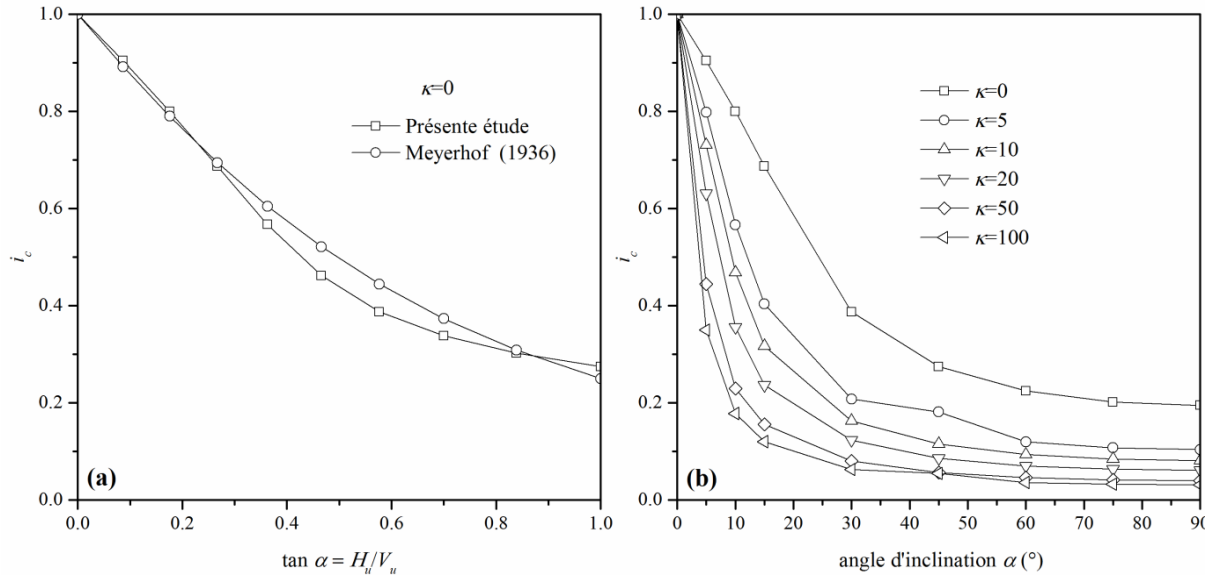 1.0
0.8
0.6
0.4
0.2
0.0
i_c
κ=0
Présente étude
Meyerhof (1936)
(a)
0.0 0.2 0.4 0.6 0.8 1.0
tan α = H_u/V_u
1.0
0.8
0.6
0.4
0.2
0.0
i_c
κ=0
κ=5
κ=10
κ=20
κ=50
κ=100
(b)
0 10 20 30 40 50 60 70 80 90
angle d'inclination α (°)